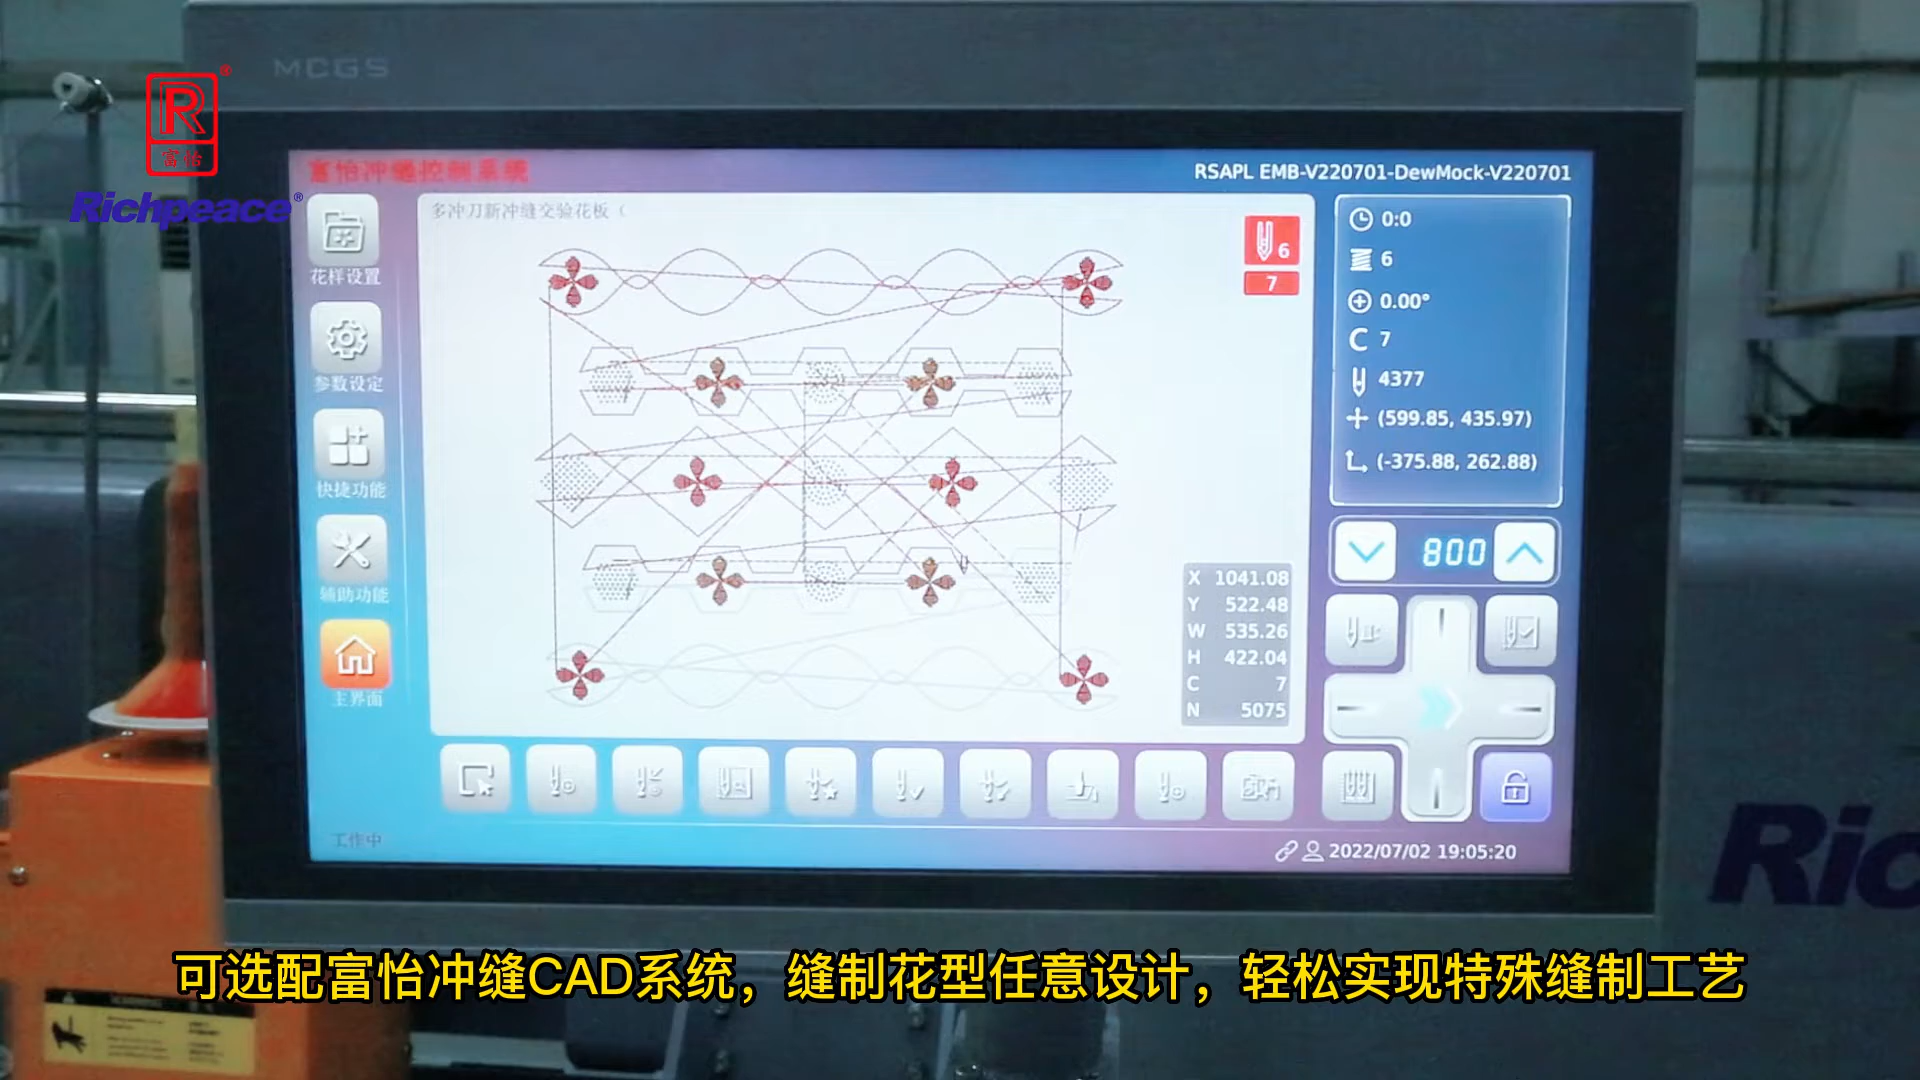 MCGS
R®
富怡
Richpeace®
富怡冲缝控制系统
RSAPL EMB-V220701-DewMock-V220701
花样设置
参数设定
快捷功能
辅助功能
主界面
6
7
0:0
6
0.00°
C 7
4377
(599.85, 435.97)
(-375.88, 262.88)
800
X 1041.08
Y 522.48
W 535.26
H 422.04
C 7
N 5075
工作中
2022/07/02 19:05:20
Ric
可选配富怡冲缝CAD系统，缝制花型任意设计，轻松实现特殊缝制工艺